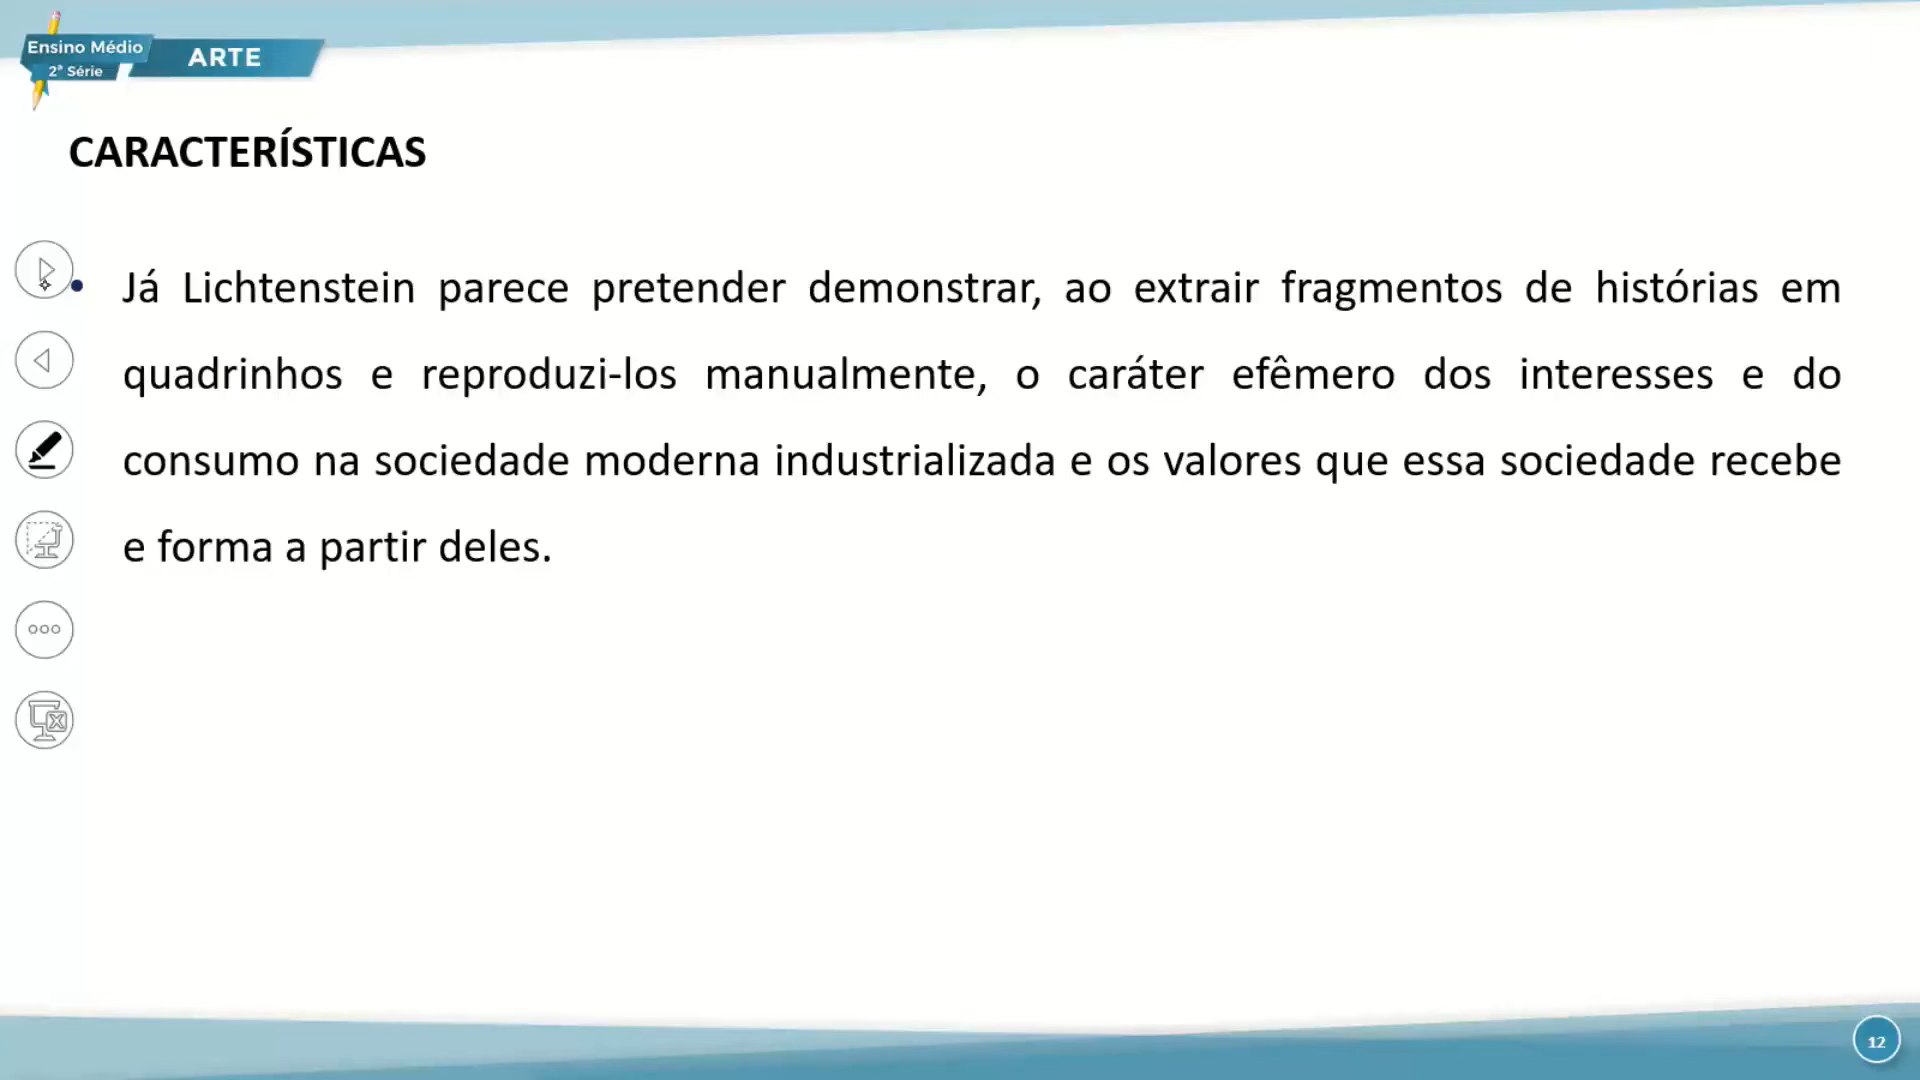 Ensino Médio
2ª Série
ARTE
CARACTERÍSTICAS
• Já Lichtenstein parece pretender demonstrar, ao extrair fragmentos de histórias em
quadrinhos e reproduzi-los manualmente, o caráter efêmero dos interesses e do
consumo na sociedade moderna industrializada e os valores que essa sociedade recebe
e forma a partir deles.
12